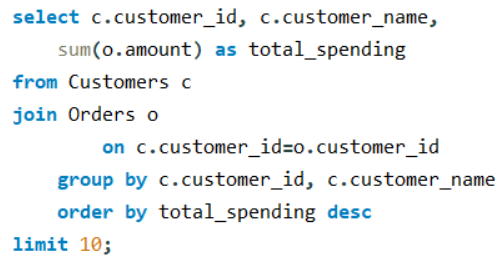 select c.customer_id, c.customer_name,
sum(o.amount) as total_spending
from Customers c
join Orders o
on c.customer_id=o.customer_id
group by c.customer_id, c.customer_name
order by total_spending desc
limit 10;